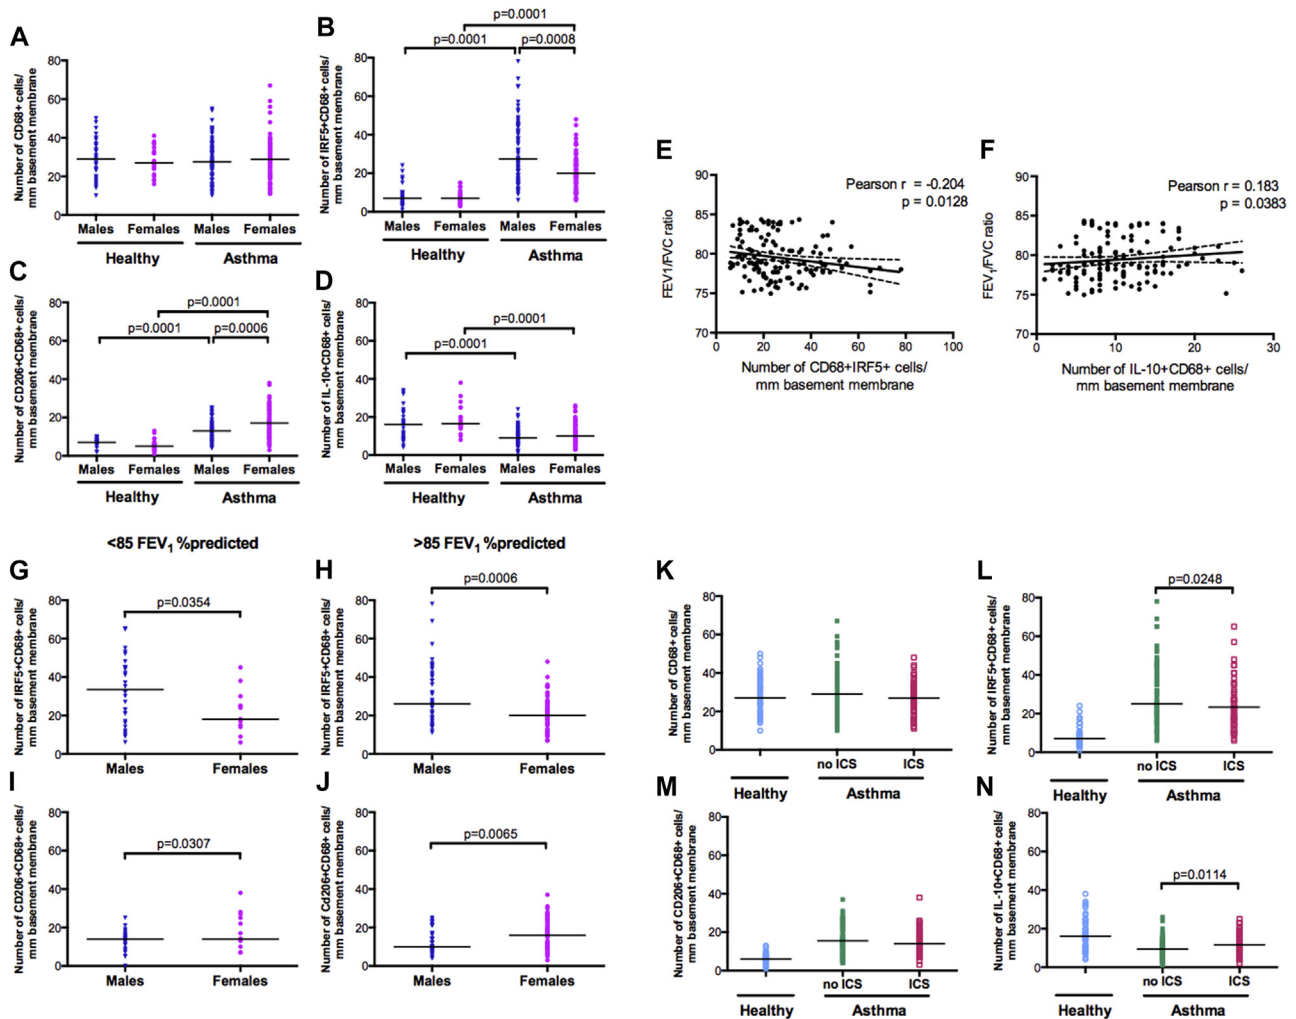 A
Number of CD68+ cells/
mm basement membrane
80
60
40
20
0
Males Females Males Females
Healthy Asthma
B
p=0.0001
p=0.0001 p=0.0008
Number of IRF5+CD68+ cells/
mm basement membrane
80
60
40
20
0
Males Females Males Females
Healthy Asthma
C
p=0.0001
p=0.0001 p=0.0006
Number of CD206+CD68+ cells/
mm basement membrane
80
60
40
20
0
Males Females Males Females
Healthy Asthma
D
p=0.0001
p=0.0001
Number of IL-10+CD68+ cells/
mm basement membrane
80
60
40
20
0
Males Females Males Females
Healthy Asthma
E
Pearson r = -0.204
p = 0.0128
FEV1/FVC ratio
90
85
80
75
70
0 20 40 60 80 100
Number of CD68+IRF5+ cells/
mm basement membrane
F
Pearson r = 0.183
p = 0.0383
FEV1/FVC ratio
90
85
80
75
70
0 10 20 30
Number of IL-10+CD68+ cells/
mm basement membrane
<85 FEV1 %predicted
>85 FEV1 %predicted
G
p=0.0354
Number of IRF5+CD68+ cells/
mm basement membrane
80
60
40
20
0
Males Females
H
p=0.0006
Number of IRF5+CD68+ cells/
mm basement membrane
80
60
40
20
0
Males Females
I
p=0.0307
Number of CD206+CD68+ cells/
mm basement membrane
80
60
40
20
0
Males Females
J
p=0.0065
Number of Cd206+CD68+ cells/
mm basement membrane
80
60
40
20
0
Males Females
K
Number of CD68+ cells/
mm basement membrane
80
60
40
20
0
no ICS ICS
Healthy Asthma
L
p=0.0248
Number of IRF5+CD68+ cells/
mm basement membrane
80
60
40
20
0
no ICS ICS
Healthy Asthma
M
Number of CD206+CD68+ cells/
mm basement membrane
80
60
40
20
0
no ICS ICS
Healthy Asthma
N
p=0.0114
Number of IL-10+CD68+ cells/
mm basement membrane
80
60
40
20
0
no ICS ICS
Healthy Asthma